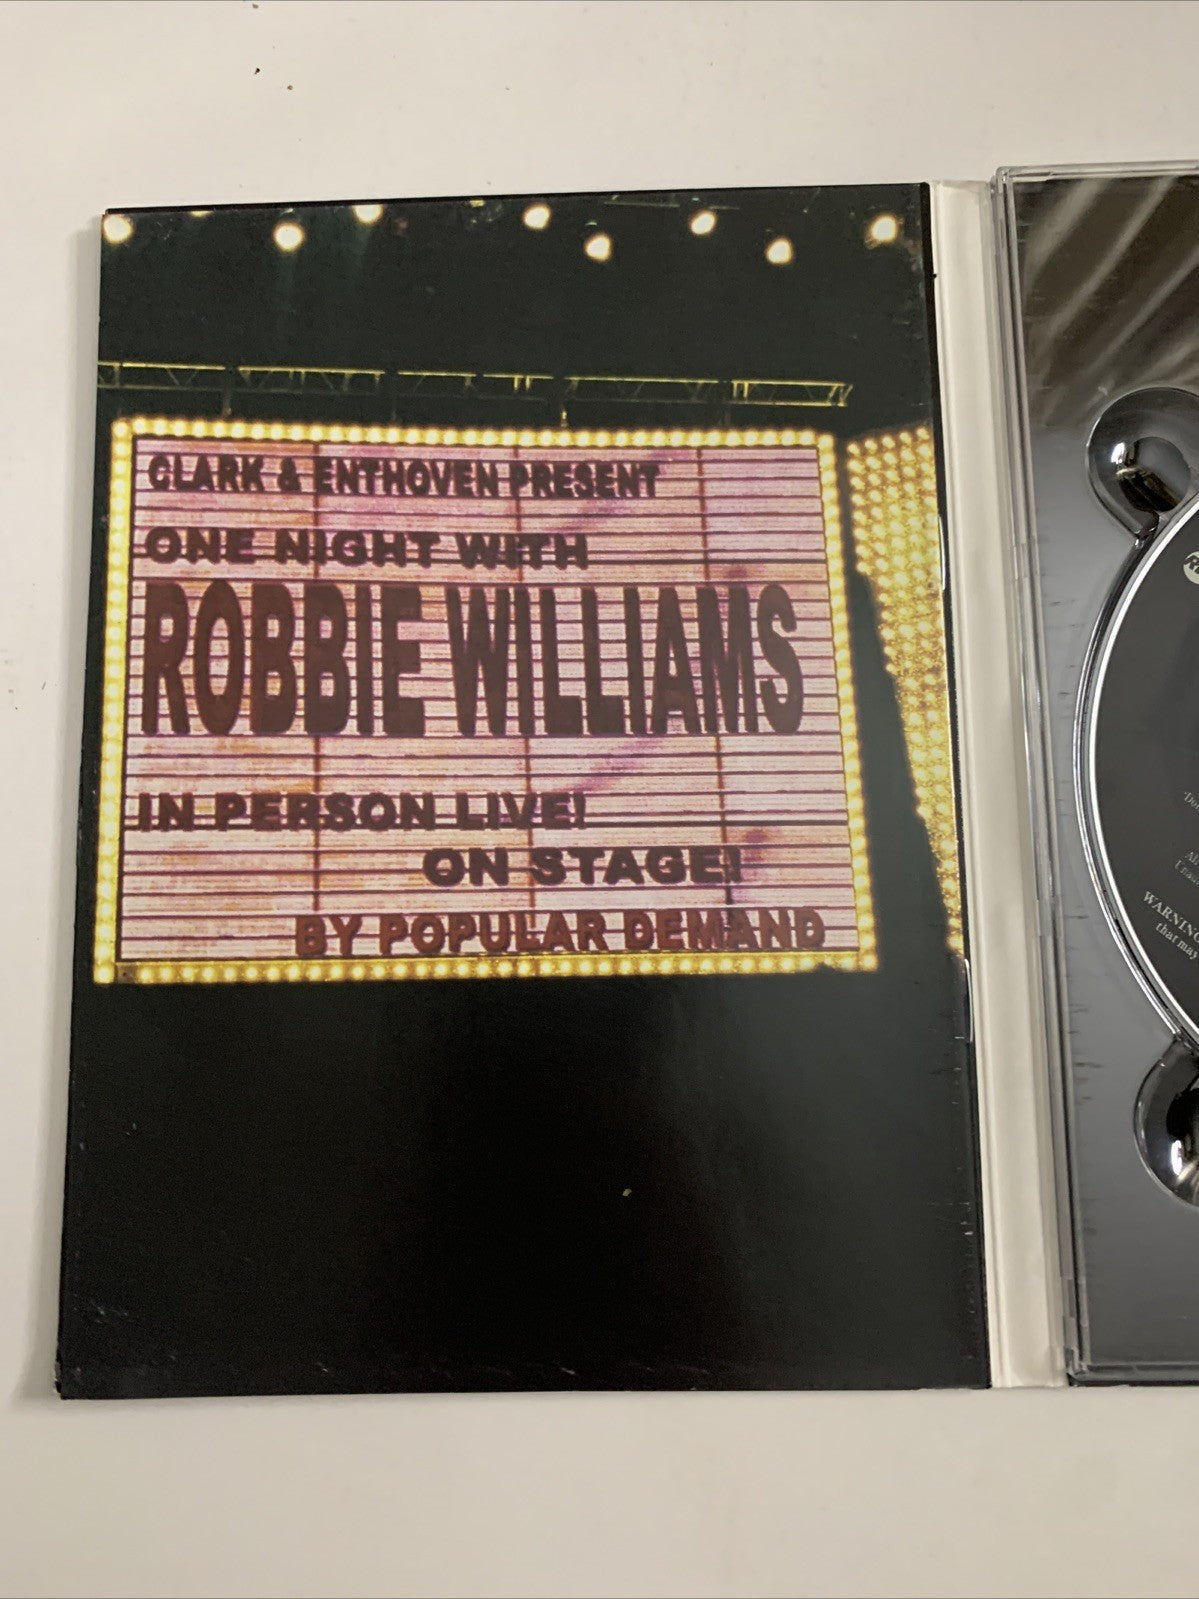 CLARK & ENTHOVEN PRESENT
ONE NIGHT WITH
ROBBIE WILLIAMS
IN PERSON LIVE!
ON STAGE!
BY POPULAR DEMAND
WARNING
that may